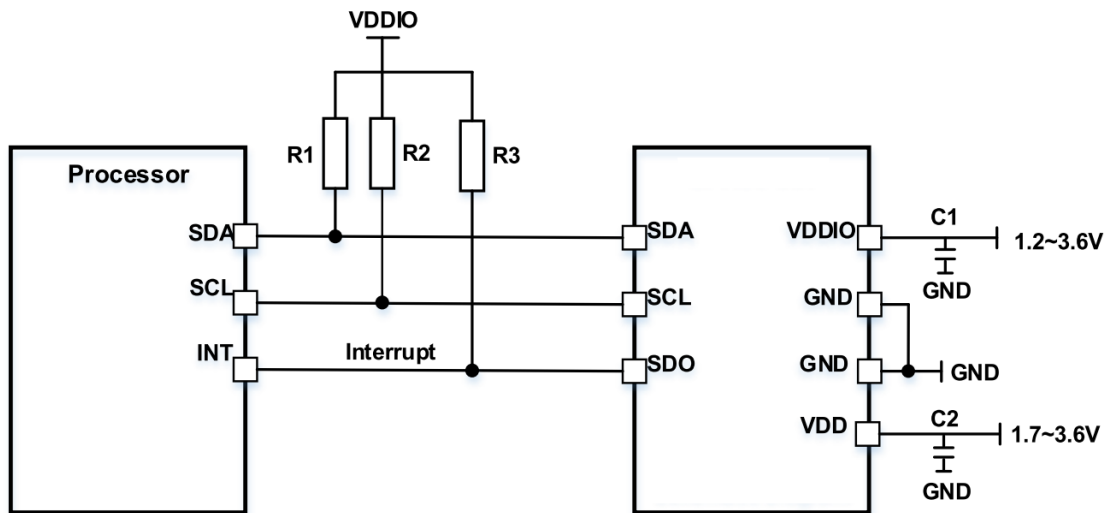 VDDIO
R1
R2
R3
Processor
SDA
SCL
INT
Interrupt
SDA
SCL
SDO
VDDIO
GND
GND
VDD
C1
1.2~3.6V
GND
GND
C2
1.7~3.6V
GND